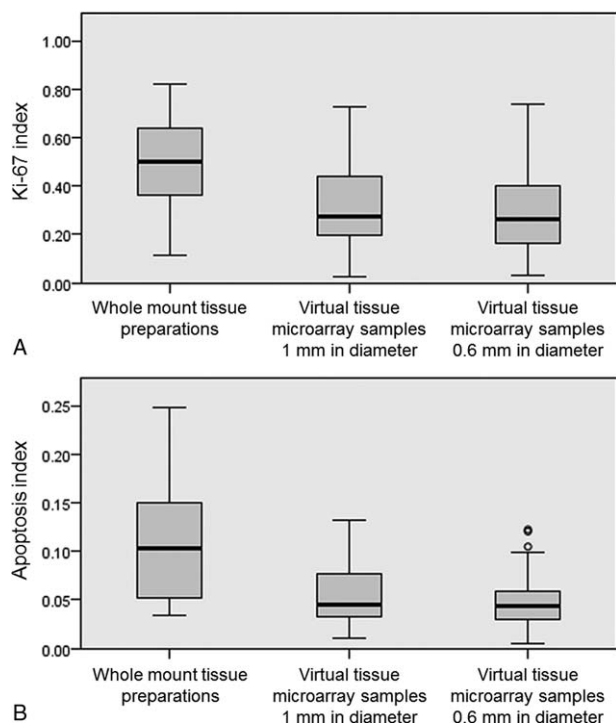 1.00
0.80
0.60
0.40
0.20
0.00
Ki-67 index
Whole mount tissue
preparations
Virtual tissue
microarray samples
1 mm in diameter
Virtual tissue
microarray samples
0.6 mm in diameter
A
0.25
0.20
0.15
0.10
0.05
0.00
Apoptosis index
Whole mount tissue
preparations
Virtual tissue
microarray samples
1 mm in diameter
Virtual tissue
microarray samples
0.6 mm in diameter
B